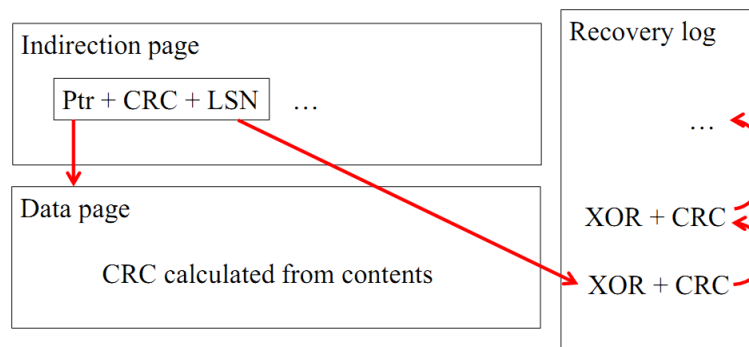 Indirection page
Ptr + CRC + LSN …
Data page
CRC calculated from contents
Recovery log
…
XOR + CRC
XOR + CRC